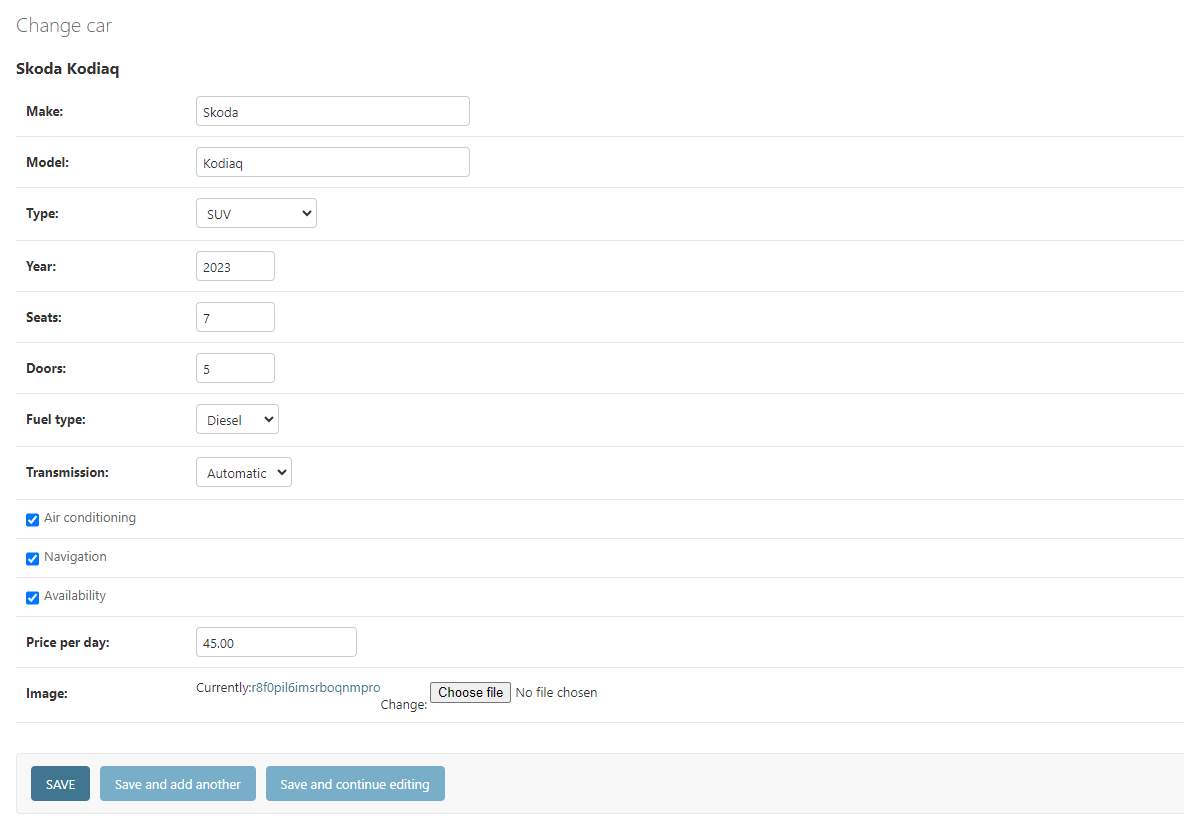 Change car
Skoda Kodiaq
Make: Skoda
Model: Kodiaq
Type: SUV
Year: 2023
Seats: 7
Doors: 5
Fuel type: Diesel
Transmission: Automatic
Air conditioning
Navigation
Availability
Price per day: 45.00
Image: Currently:r8f0pil6imsrboqnmpro
Change: Choose file No file chosen
SAVE Save and add another Save and continue editing